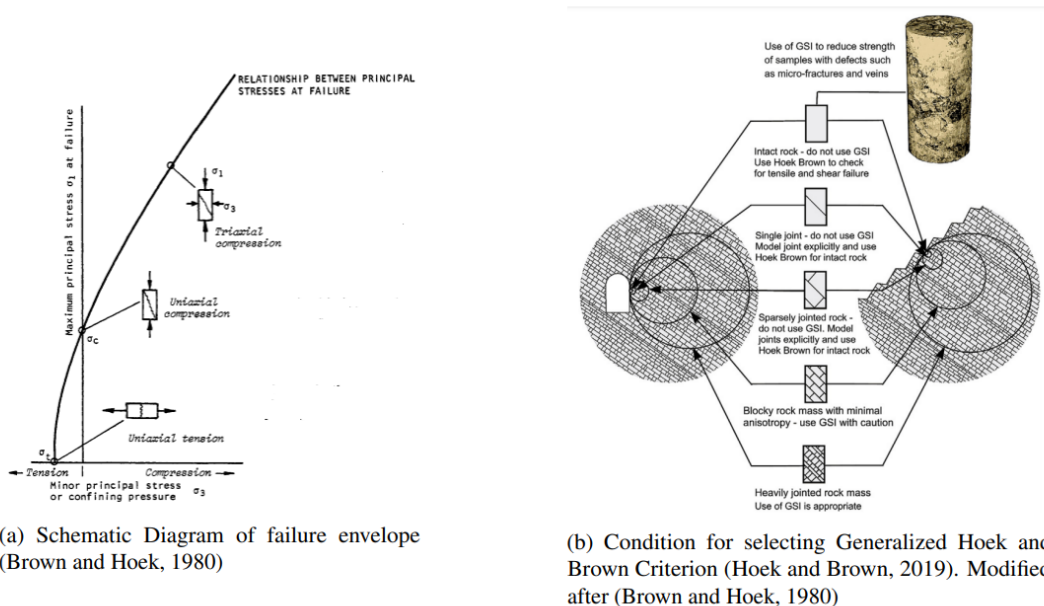 RELATIONSHIP BETWEEN PRINCIPAL
STRESSES AT FAILURE
Maximum principal stress σ1 at failure
σ1
σ3
Triaxial
compression
Uniaxial
compression
σc
Uniaxial tension
σt
Tension
Compression
Minor principal stress
or confining pressure σ3
(a) Schematic Diagram of failure envelope
(Brown and Hoek, 1980)
Use of GSI to reduce strength
of samples with defects such
as micro-fractures and veins
Intact rock - do not use GSI
Use Hoek Brown to check
for tensile and shear failure
Single joint - do not use GSI
Model joint explicitly and use
Hoek Brown for intact rock
Sparsely jointed rock -
do not use GSI. Model
joints explicitly and use
Hoek Brown for intact rock
Blocky rock mass with minimal
anisotropy - use GSI with caution
Heavily jointed rock mass
Use of GSI is appropriate
(b) Condition for selecting Generalized Hoek and
Brown Criterion (Hoek and Brown, 2019). Modified
after (Brown and Hoek, 1980)